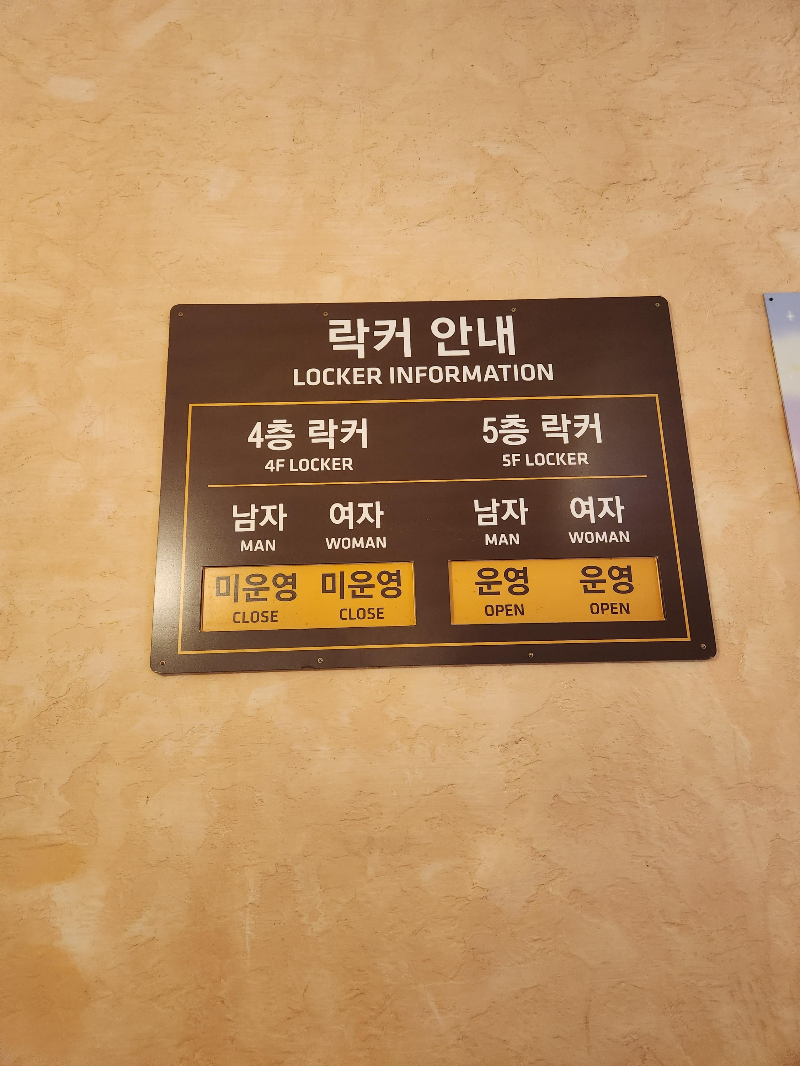 락커 안내
LOCKER INFORMATION
4층 락커 5층 락커
4F LOCKER 5F LOCKER
남자 여자 남자 여자
MAN WOMAN MAN WOMAN
미운영 미운영 운영 운영
CLOSE CLOSE OPEN OPEN